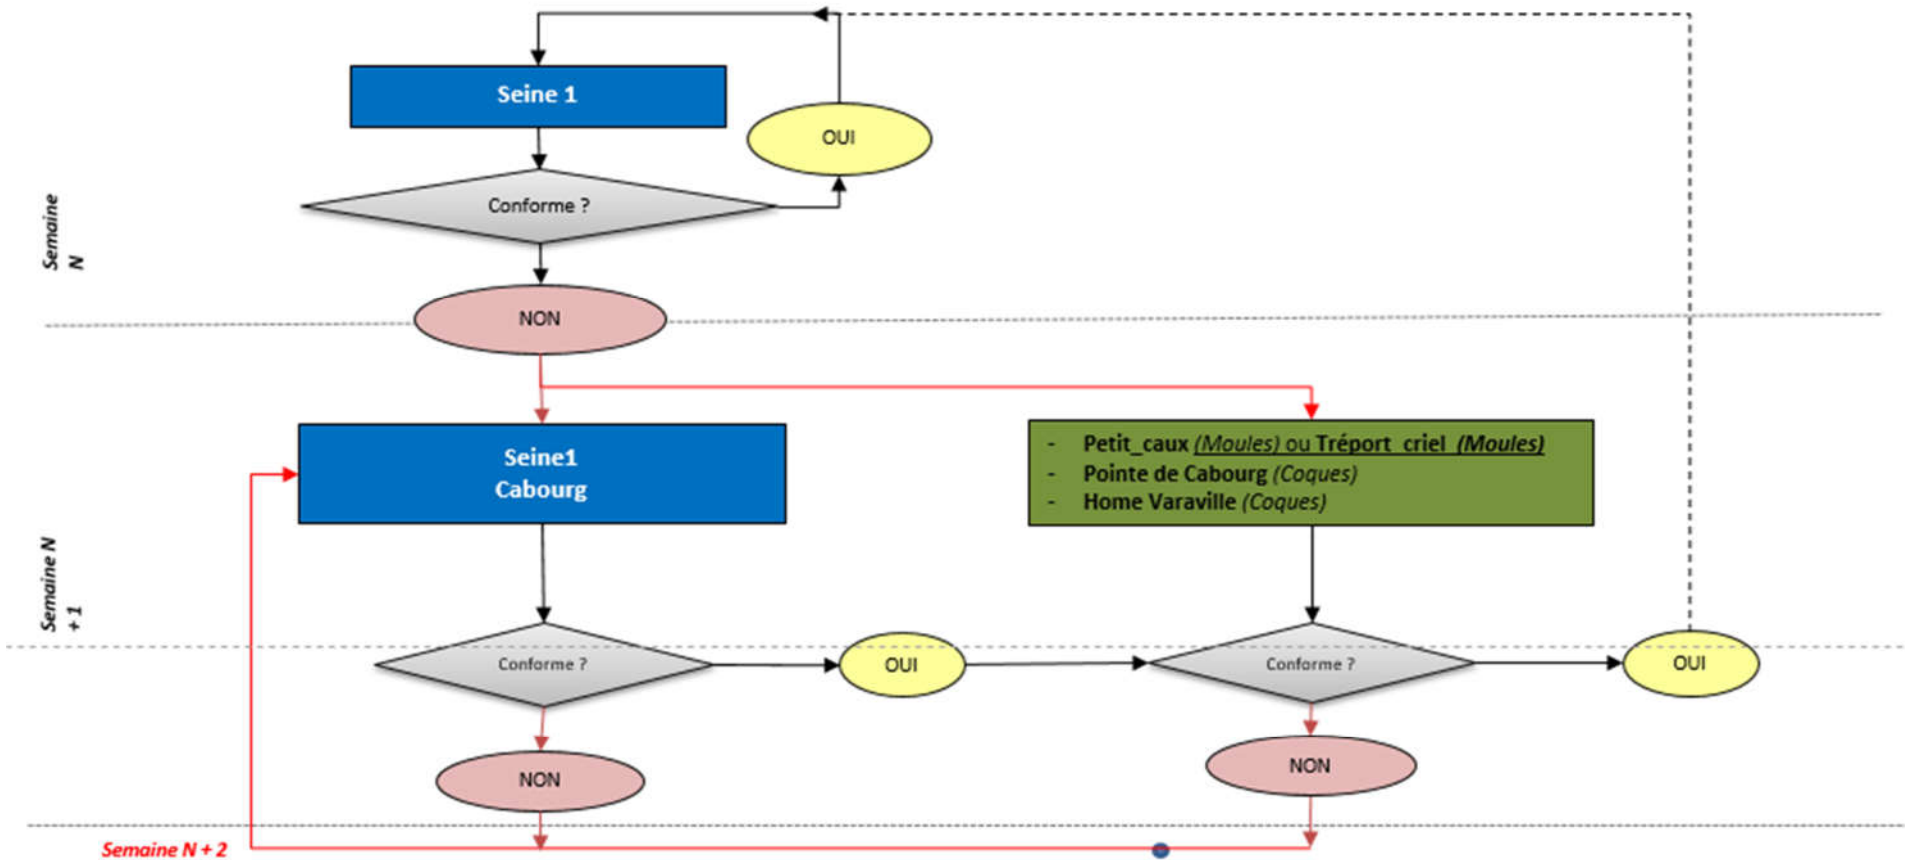 Seine 1
OUI
Conforme ?
Semaine
N
NON
Seine1
Cabourg
- Petit_caux (Moules) ou Tréport_criel (Moules)
- Pointe de Cabourg (Coques)
- Home Varaville (Coques)
Semaine N
+ 1
Conforme ?
OUI
Conforme ?
OUI
NON
NON
Semaine N + 2